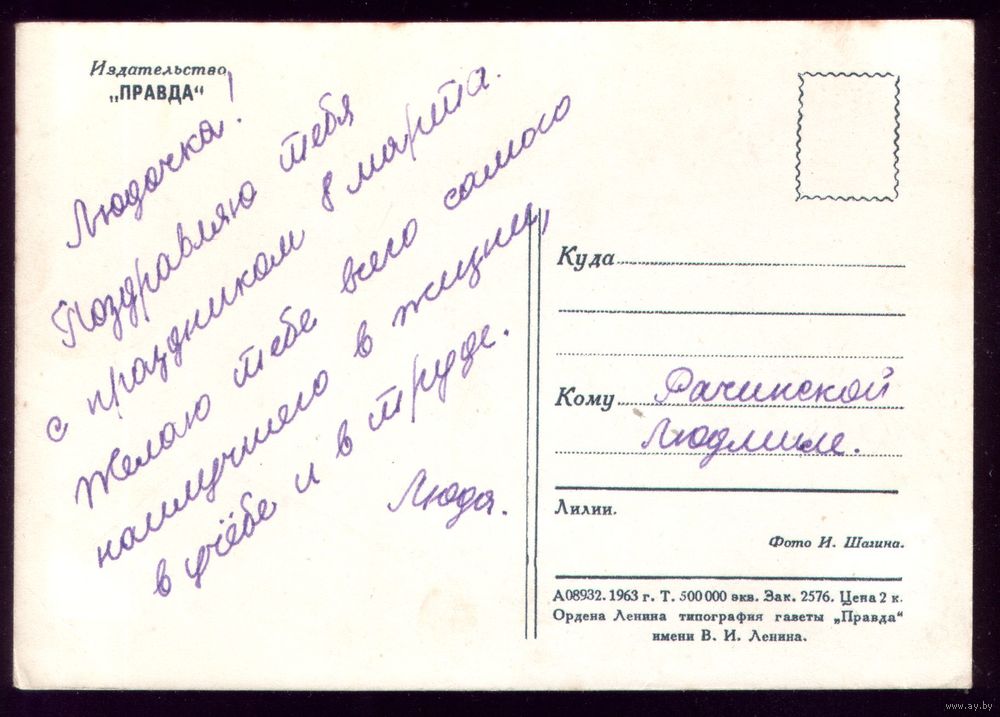 Издательство
„ПРАВДА“
Людочка!
Поздравляю тебя
с праздником 8 марта.
Желаю тебе всего самого
наилучшего в жизни,
в учёбе и в труде.
Люда.
Куда
Кому Рачинской
Людмиле.
Лилии.
Фото И. Шагина.
А08932. 1963 г. Т. 500 000 экв. Зак. 2576. Цена 2 к.
Ордена Ленина типография газеты „Правда“
имени В. И. Ленина.
www.ay.by